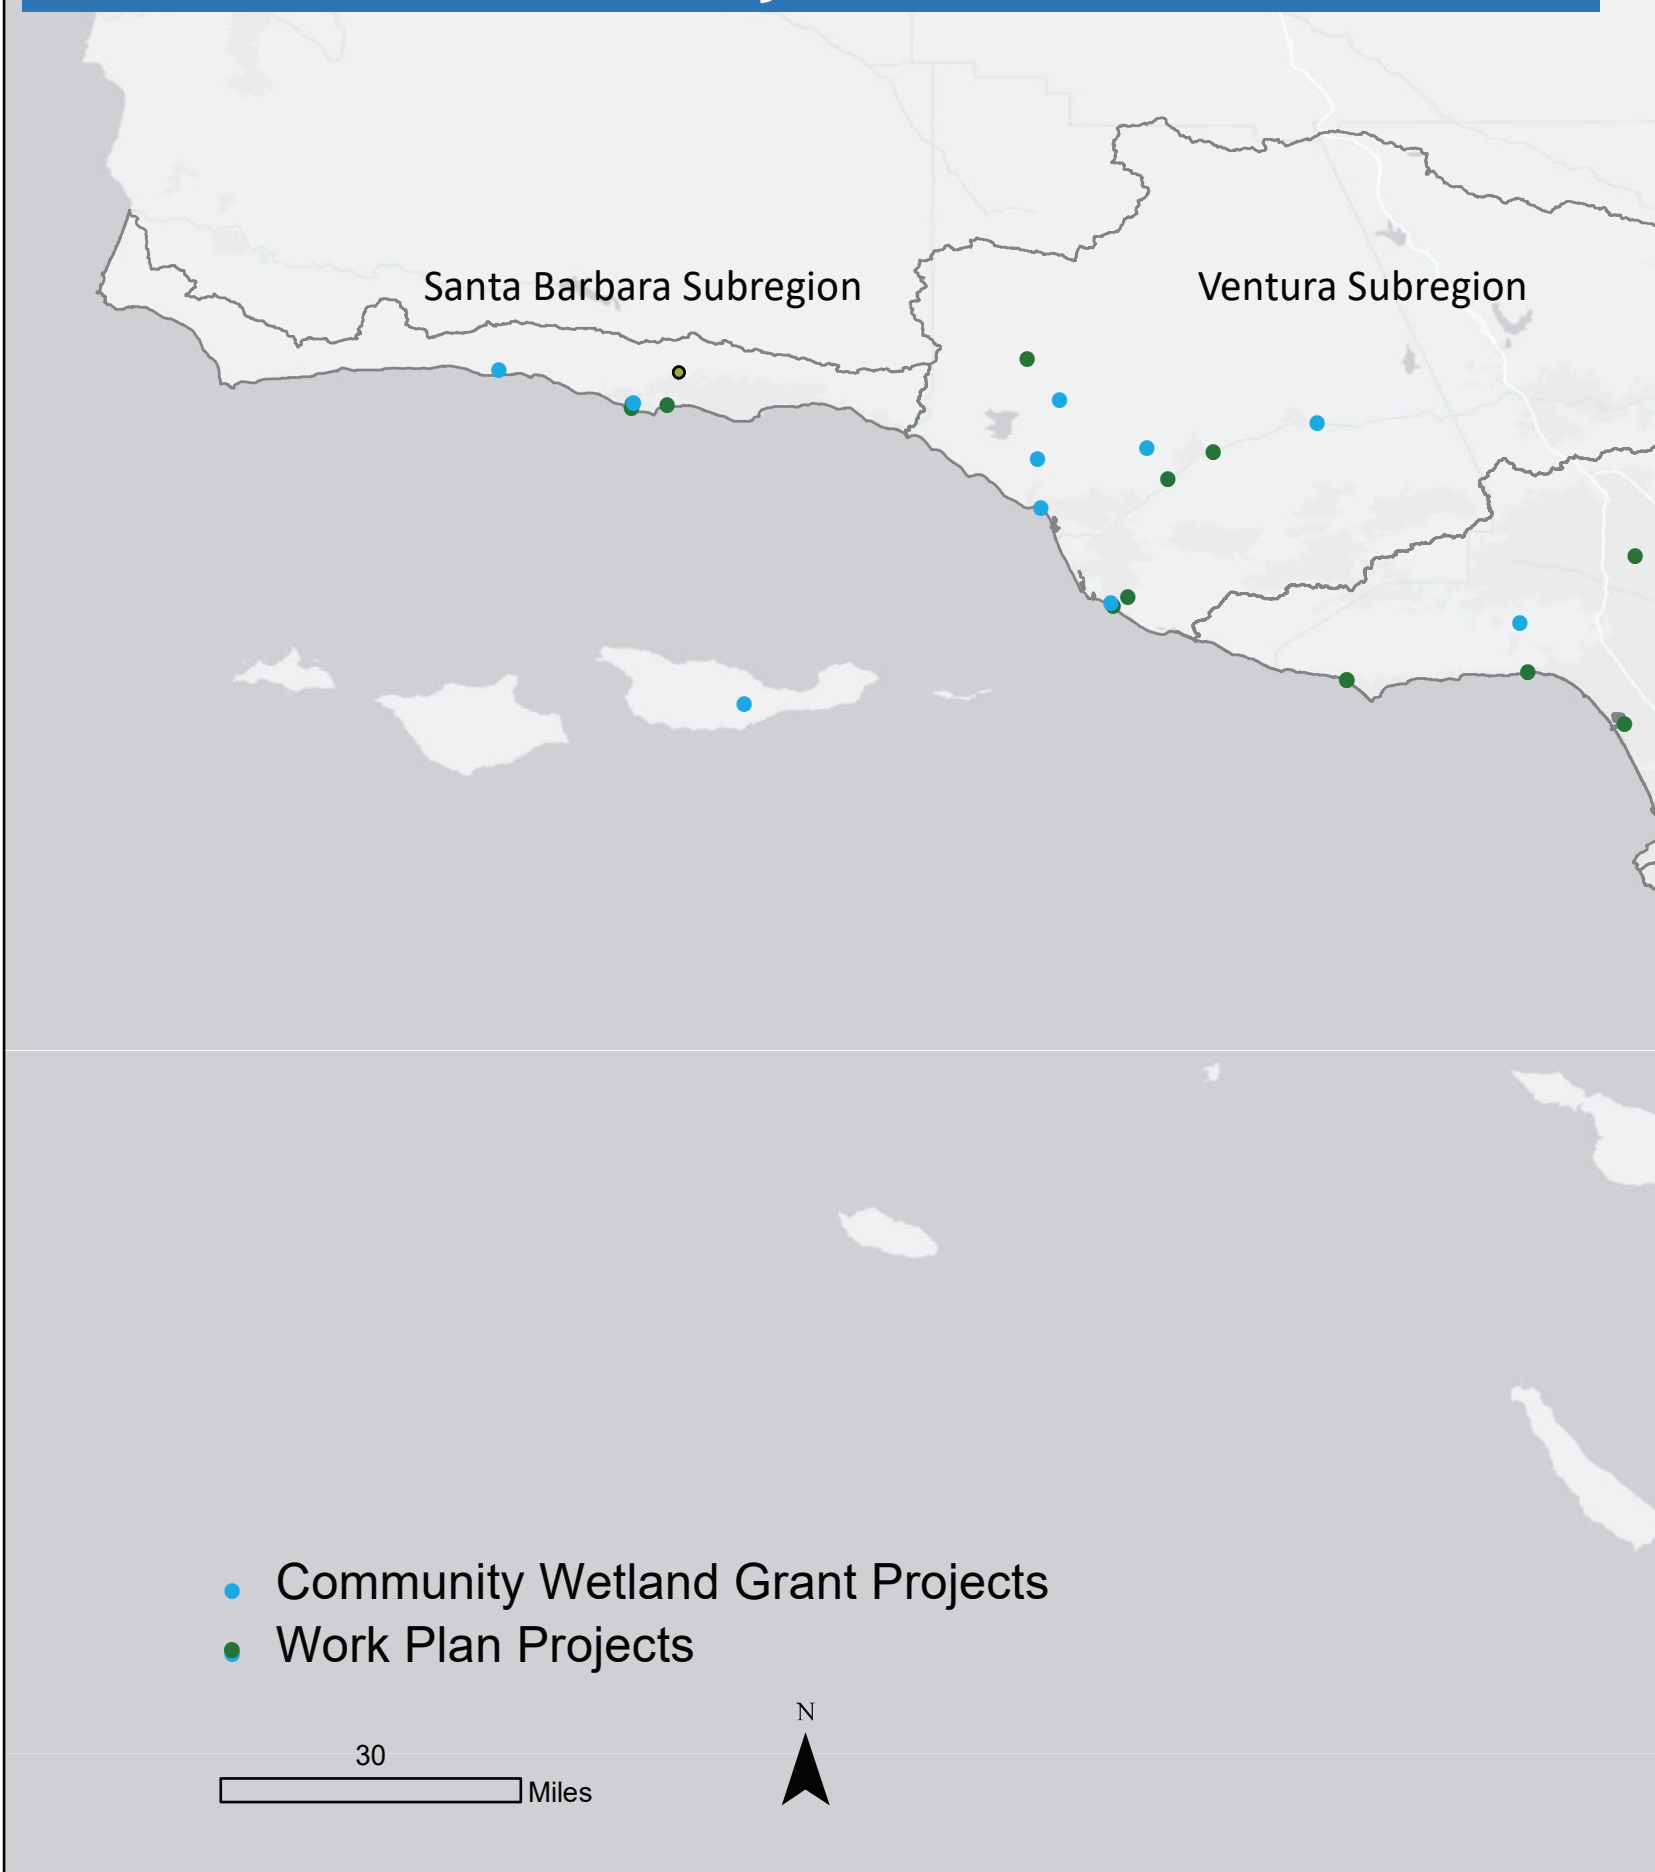 Santa Barbara Subregion
Ventura Subregion
Community Wetland Grant Projects
Work Plan Projects
N
30
Miles